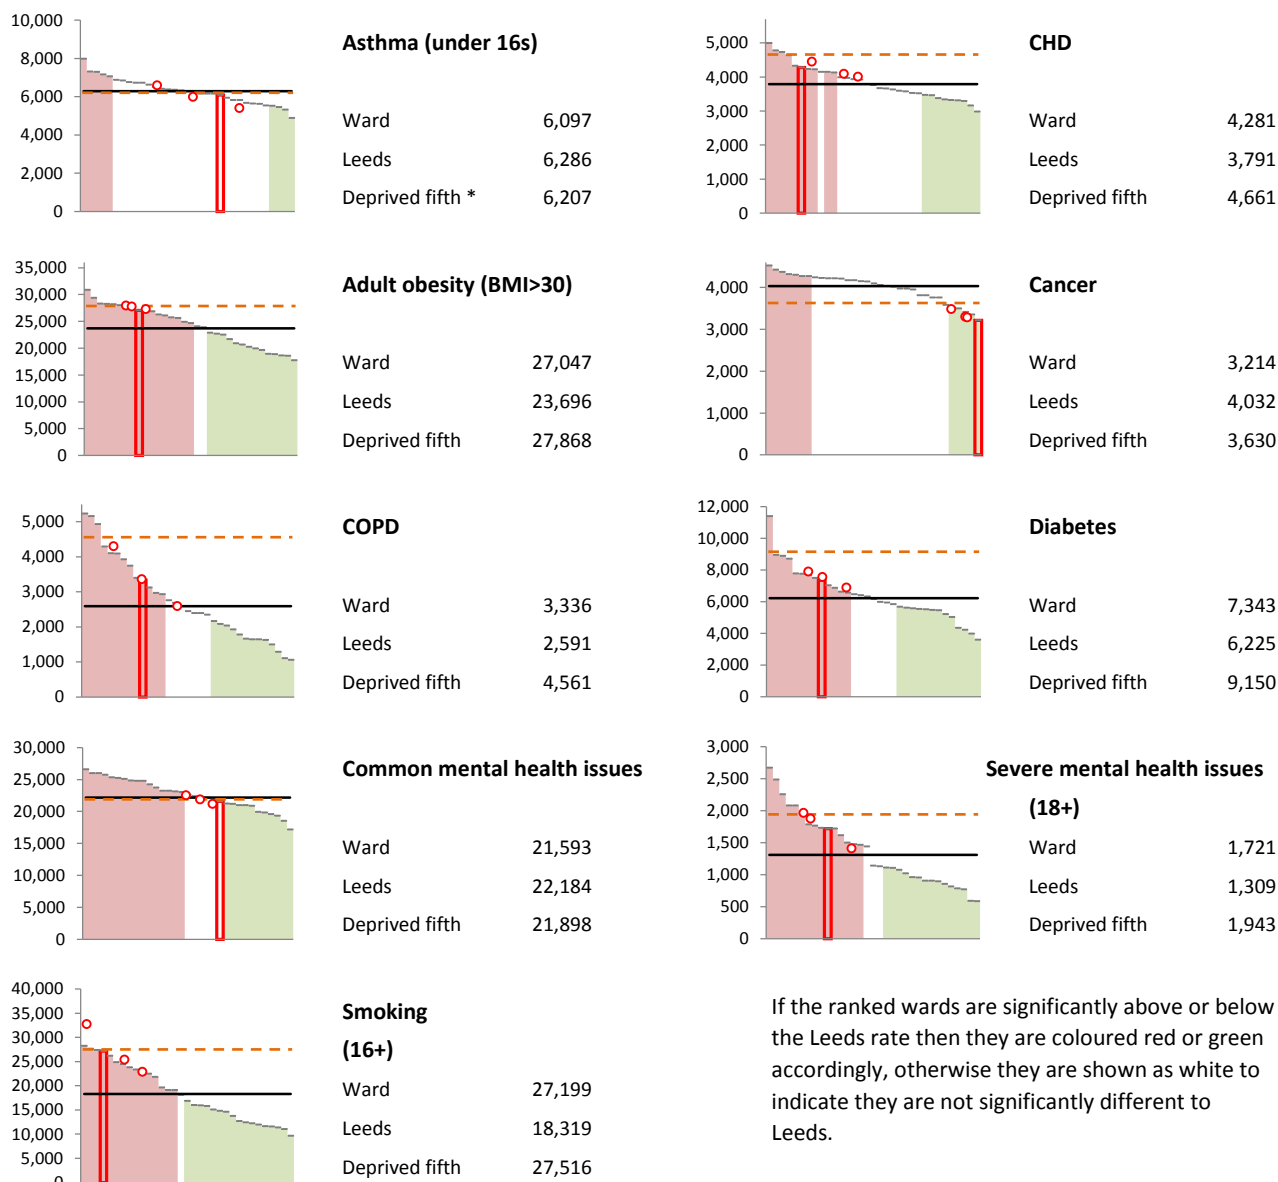 Asthma (under 16s)
10,000
8,000
6,000
4,000
2,000
0
Ward 6,097
Leeds 6,286
Deprived fifth * 6,207
CHD
5,000
4,000
3,000
2,000
1,000
0
Ward 4,281
Leeds 3,791
Deprived fifth 4,661
Adult obesity (BMI>30)
35,000
30,000
25,000
20,000
15,000
10,000
5,000
0
Ward 27,047
Leeds 23,696
Deprived fifth 27,868
Cancer
4,000
3,000
2,000
1,000
0
Ward 3,214
Leeds 4,032
Deprived fifth 3,630
COPD
5,000
4,000
3,000
2,000
1,000
0
Ward 3,336
Leeds 2,591
Deprived fifth 4,561
Diabetes
12,000
10,000
8,000
6,000
4,000
2,000
0
Ward 7,343
Leeds 6,225
Deprived fifth 9,150
Common mental health issues
30,000
25,000
20,000
15,000
10,000
5,000
0
Ward 21,593
Leeds 22,184
Deprived fifth 21,898
Severe mental health issues
(18+)
3,000
2,500
2,000
1,500
1,000
500
0
Ward 1,721
Leeds 1,309
Deprived fifth 1,943
Smoking
(16+)
40,000
35,000
30,000
25,000
20,000
15,000
10,000
5,000
0
Ward 27,199
Leeds 18,319
Deprived fifth 27,516
If the ranked wards are significantly above or below
the Leeds rate then they are coloured red or green
accordingly, otherwise they are shown as white to
indicate they are not significantly different to
Leeds.